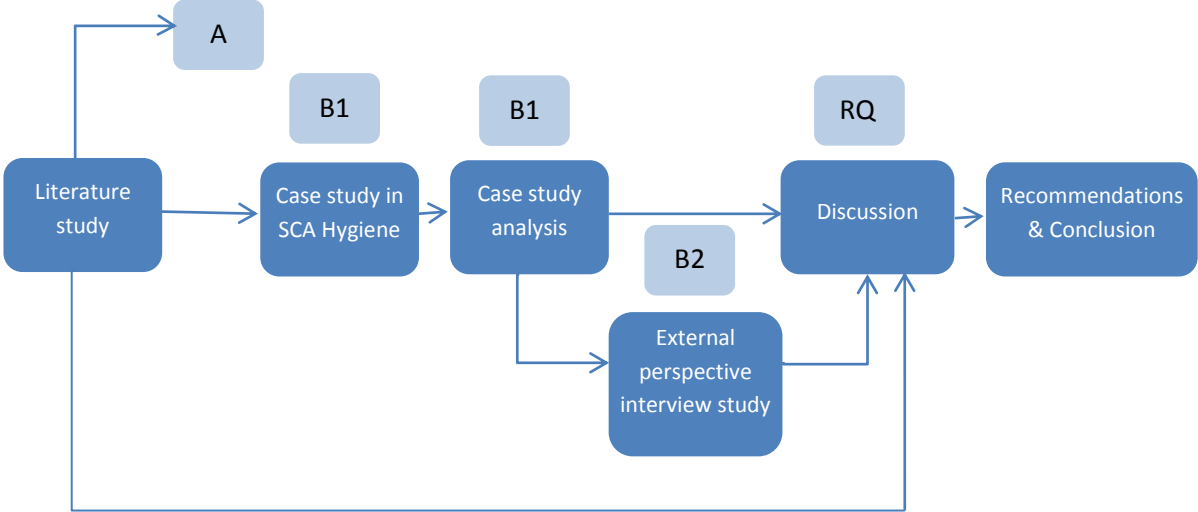 A
B1
B1
RQ
Literature
study
Case study in
SCA Hygiene
Case study
analysis
Discussion
Recommendations
& Conclusion
B2
External
perspective
interview study